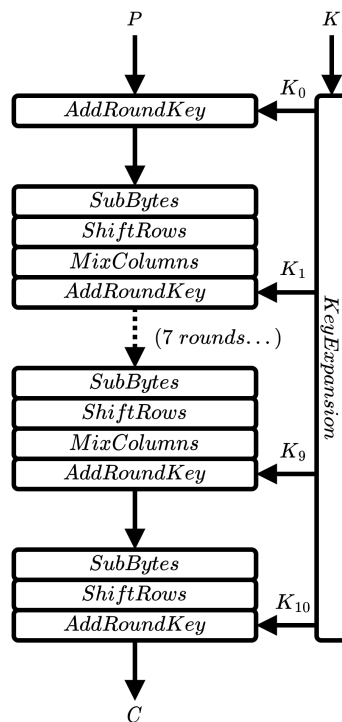 P K
AddRoundKey K₀
SubBytes
ShiftRows
MixColumns
AddRoundKey K₁
(7 rounds...)
SubBytes
ShiftRows
MixColumns
AddRoundKey K₉
SubBytes
ShiftRows
AddRoundKey K₁₀
C
KeyExpansion